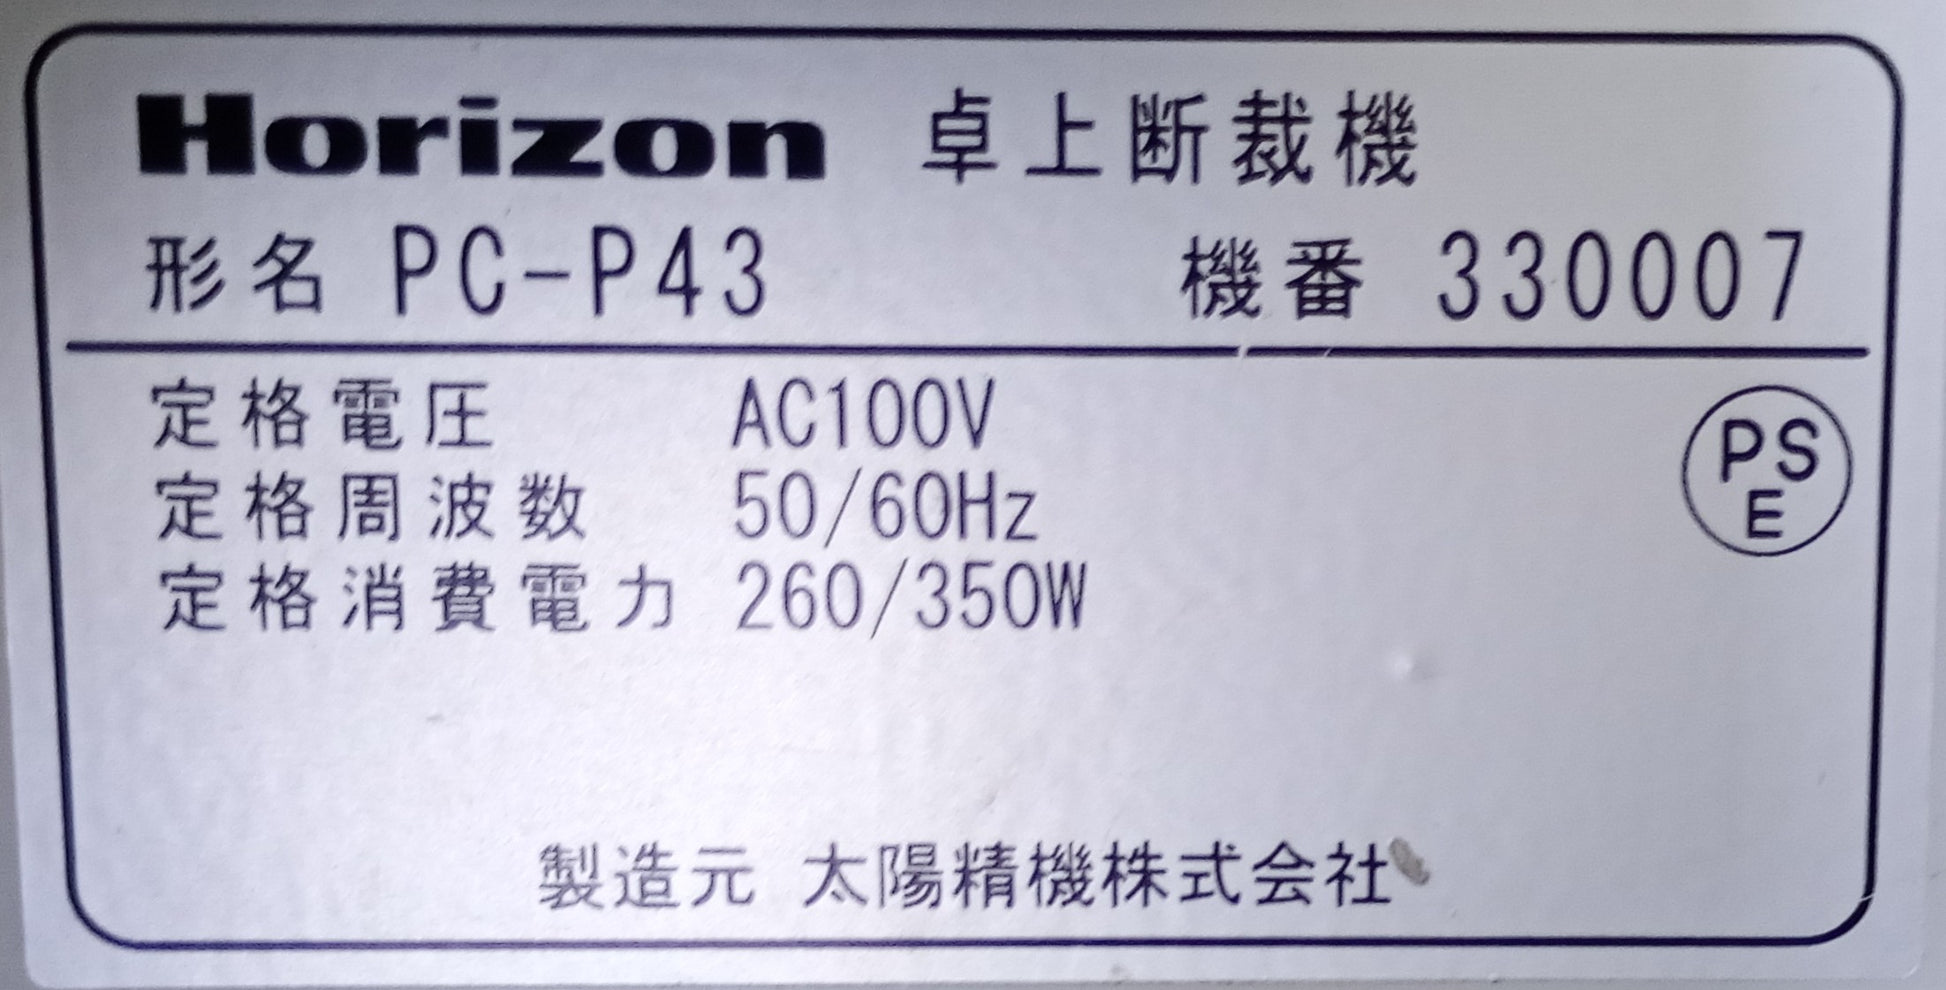 Horizon 卓上断裁機
形名 PC-P43 機番 330007
定格電圧 AC100V
定格周波数 50/60Hz
定格消費電力 260/350W
PS
E
製造元 太陽精機株式会社